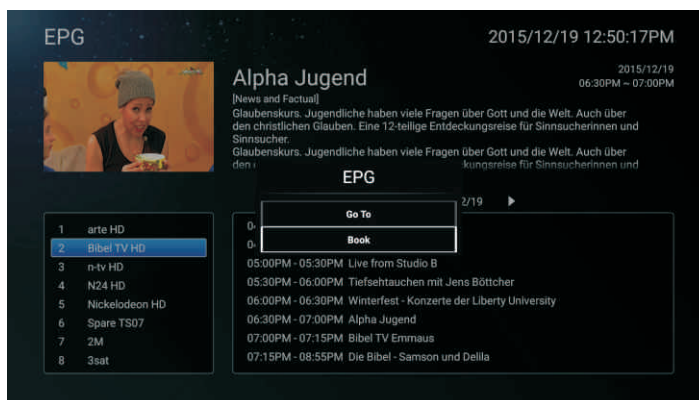 EPG
2015/12/19 12:50:17PM
Alpha Jugend
2015/12/19
06:30PM ~ 07:00PM
[News and Factual]
Glaubenskurs. Jugendliche haben viele Fragen über Gott und die Welt. Auch über
den christlichen Glauben. Eine 12-teilige Entdeckungsreise für Sinnsucherinnen und
Sinnsucher.
Glaubenskurs. Jugendliche haben viele Fragen über Gott und die Welt. Auch über
kungsreise für Sinnsucherinnen und
EPG
2/19
Go To
Book
1 arte HD
2 Bibel TV HD
3 n-tv HD
4 N24 HD
5 Nickelodeon HD
6 Spare TS07
7 2M
8 3sat
05:00PM - 05:30PM Live from Studio B
05:30PM - 06:00PM Tiefsehtauchen mit Jens Böttcher
06:00PM - 06:30PM Winterfest - Konzerte der Liberty University
06:30PM - 07:00PM Alpha Jugend
07:00PM - 07:15PM Bibel TV Emmaus
07:15PM - 08:55PM Die Bibel - Samson und Delila